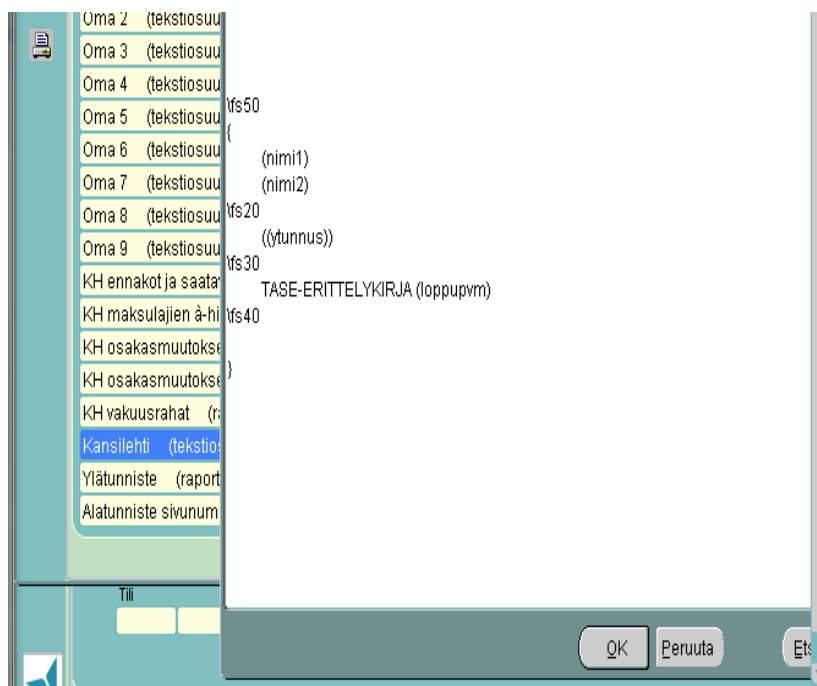 Oma 2 (tekstiosuu
Oma 3 (tekstiosuu
Oma 4 (tekstiosuu
Oma 5 (tekstiosuu
Oma 6 (tekstiosuu
Oma 7 (tekstiosuu
Oma 8 (tekstiosuu
Oma 9 (tekstiosuu
KH ennakot ja saata
KH maksulajien à-hi
KH osakasmuutokse
KH osakasmuutokse
KH vakuusrahat (r
Kansilehti (tekstios
Ylätunniste (raport
Alatunniste sivunum
Tili
\fs50
{
(nimi1)
(nimi2)
\fs20
((ytunnus))
\fs30
TASE-ERITTELYKIRJA (loppupvm)
\fs40
}
OK Peruuta Ets